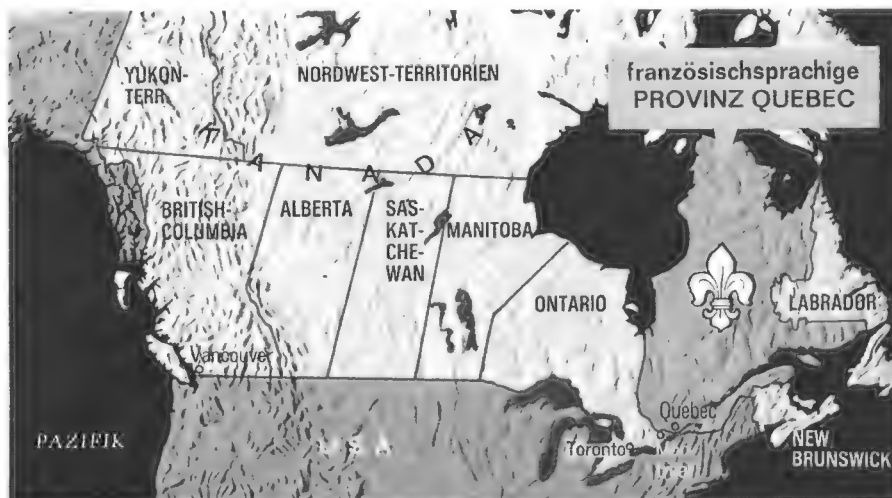 YUKON-
TERR.
NORDWEST-TERRITORIEN
französischsprachige
PROVINZ QUEBEC
KANADA
BRITISH-
COLUMBIA
ALBERTA
SAS-
KAT-
CHE-
WAN
MANITOBA
ONTARIO
LABRADOR
Vancouver
Quebec
Toronto
PAZIFIK
U.S.A.
NEW
BRUNSWICK